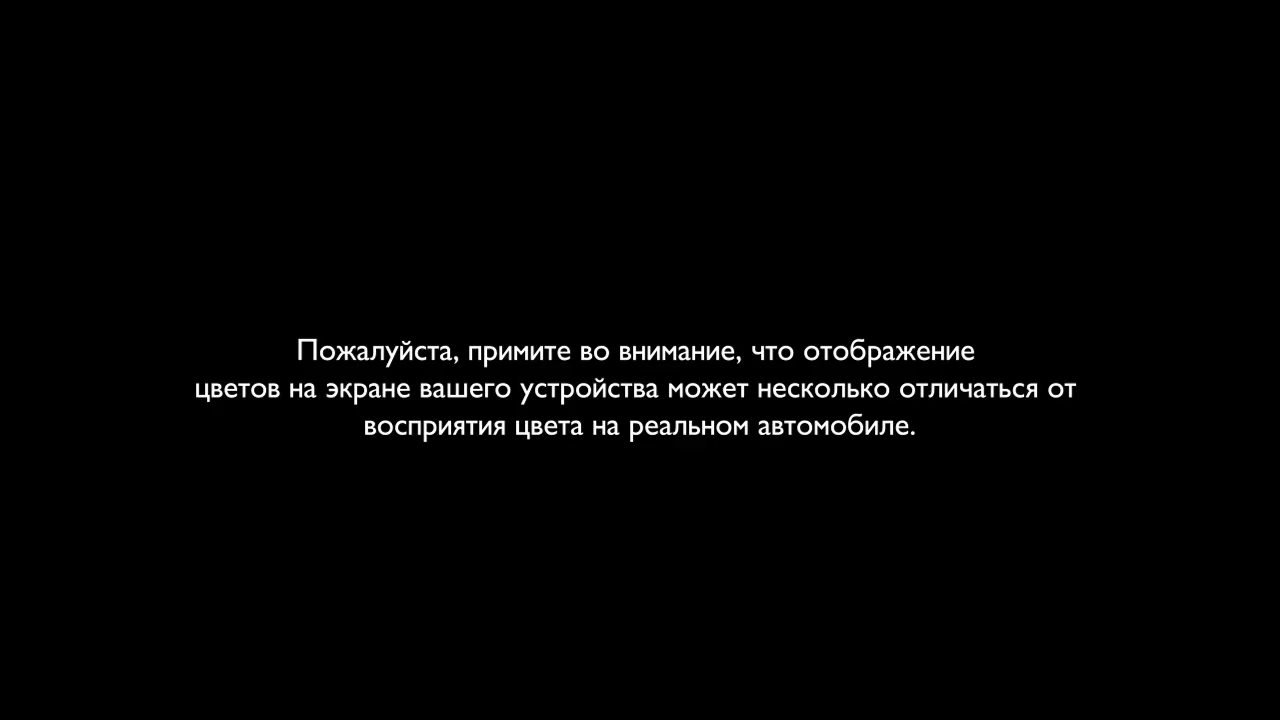 Пожалуйста, примите во внимание, что отображение
цветов на экране вашего устройства может несколько отличаться от
восприятия цвета на реальном автомобиле.